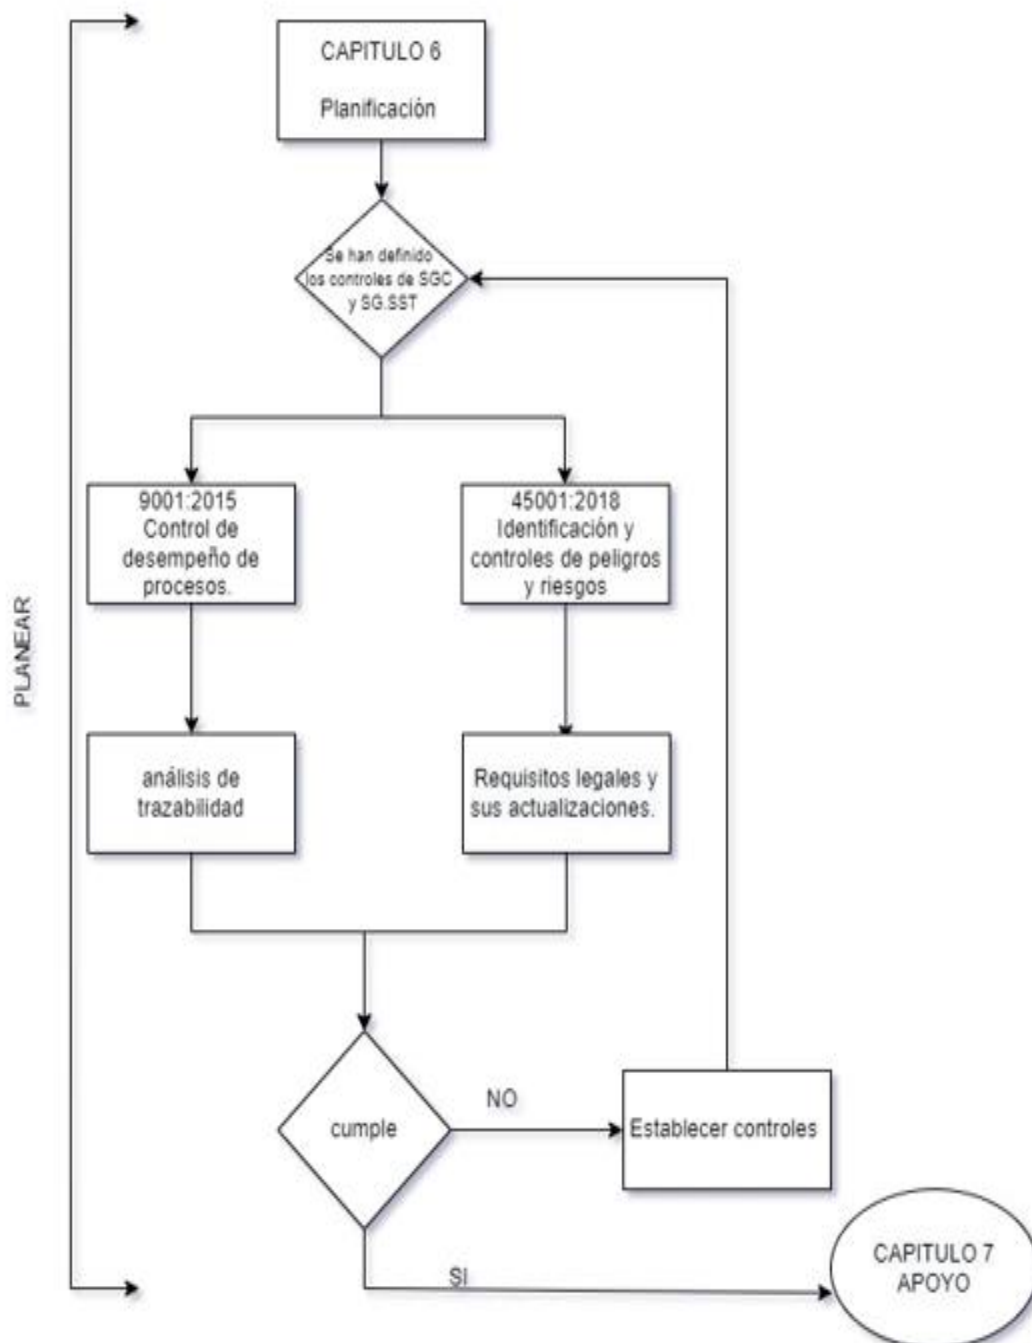 CAPITULO 6
Planificación
Se han definido
los controles de SGC
y SG.SST
9001:2015
Control de
desempeño de
procesos.
45001:2018
Identificación y
controles de peligros
y riesgos
PLANEAR
análisis de
trazabilidad
Requisitos legales y
sus actualizaciones.
cumple
NO
Establecer controles
SI
CAPITULO 7
APOYO